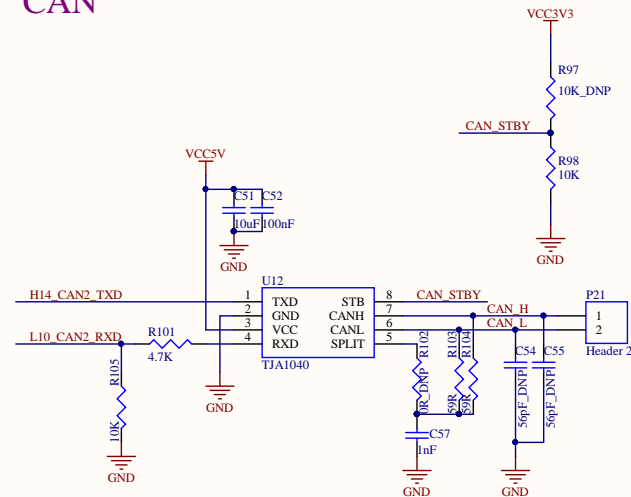 CAN
VCC3V3
R97
10K_DNP
CAN_STBY
R98
10K
GND
VCC5V
C51
C52
10uF
100nF
GND
U12
H14_CAN2_TXD
1
TXD
STB
8
CAN_STBY
2
GND
CANH
7
CAN_H
3
VCC
CANL
6
CAN_L
L10_CAN2_RXD
R101
4.7K
4
RXD
SPLIT
5
TJA1040
P21
1
2
Header 2
R105
10K
GND
GND
R102
0R_DNP
R103
59R
R104
59R
C54
56pF_DNP
C55
56pF_DNP
C57
1nF
GND
GND